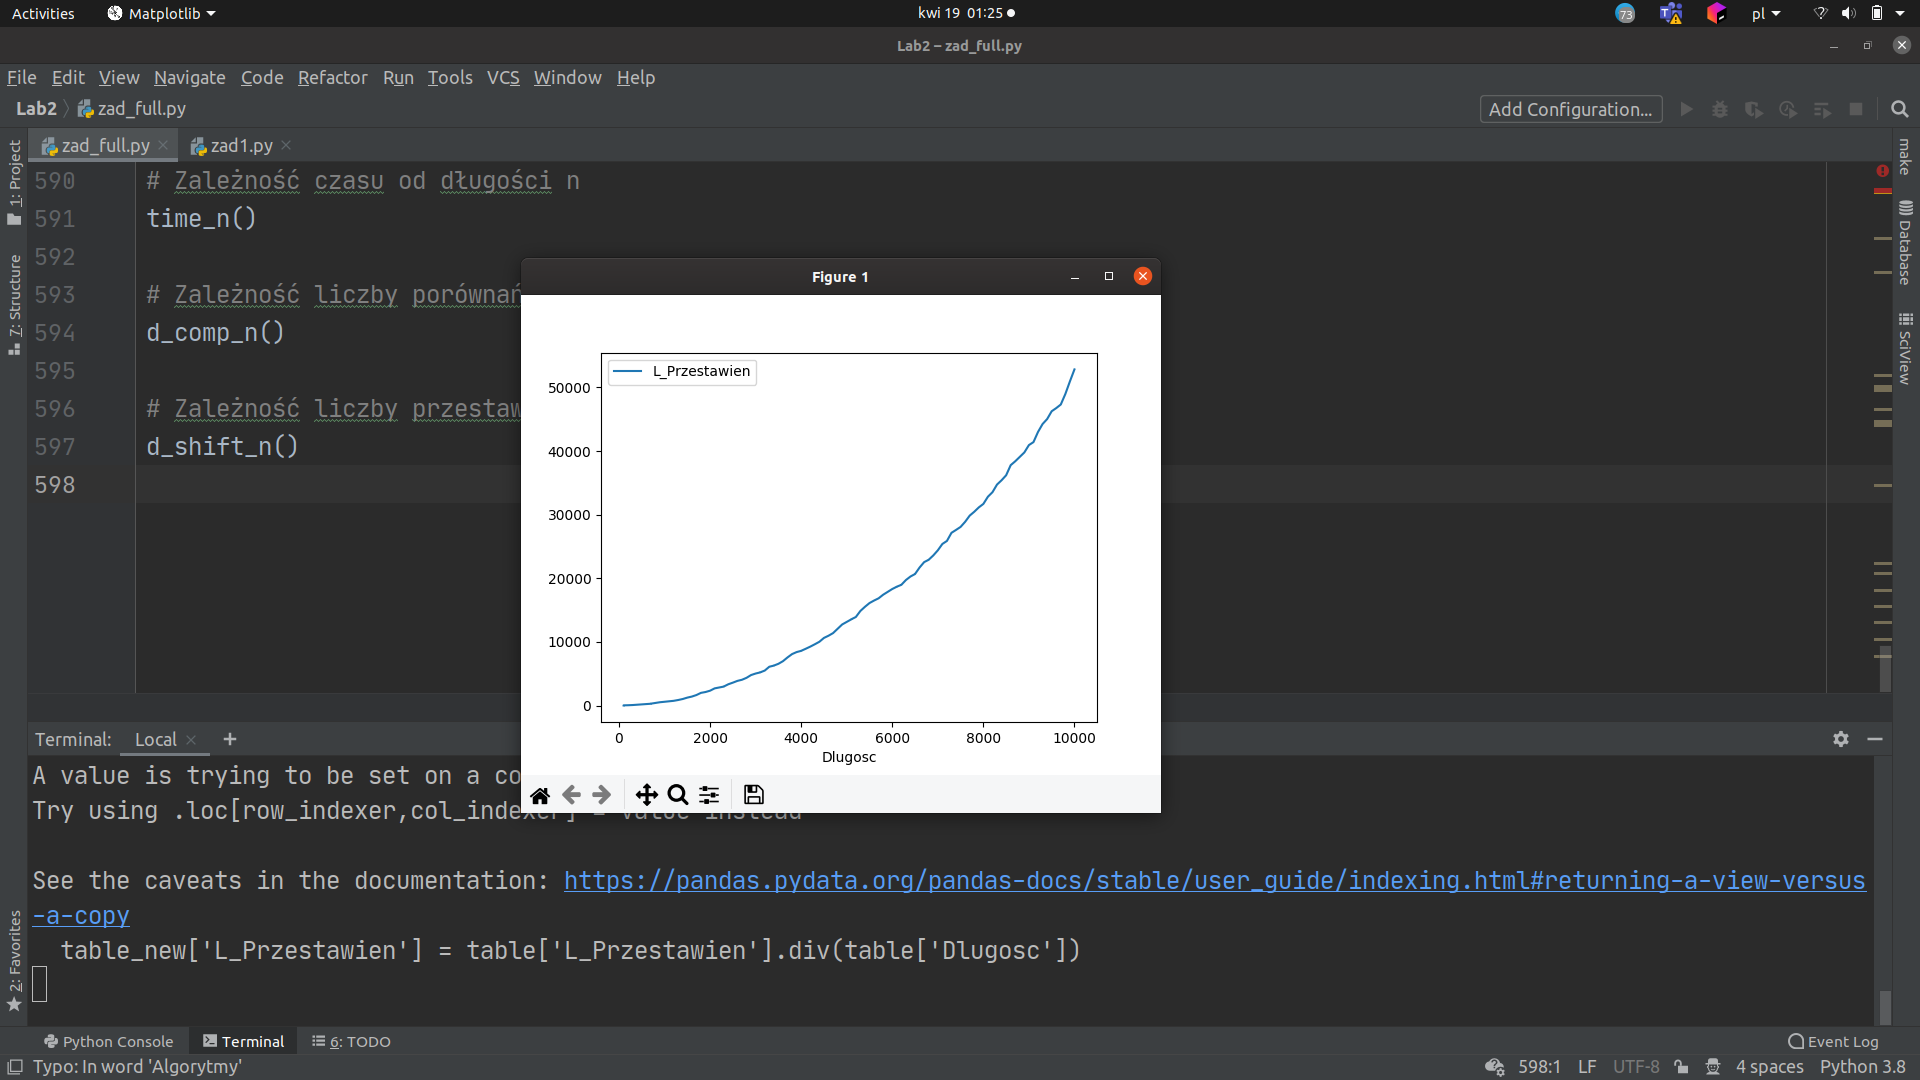 Activities Matplotlib kwi 19 01:25 73 pl
Lab2 – zad_full.py
File Edit View Navigate Code Refactor Run Tools VCS Window Help
Lab2 zad_full.py Add Configuration...
zad_full.py zad1.py
1: Project
7: Structure
2: Favorites
make
Database
SciView
590 # Zależność czasu od długości n
591 time_n()
592
593 # Zależność liczby porównań
594 d_comp_n()
595
596 # Zależność liczby przestaw
597 d_shift_n()
598
Figure 1
L_Przestawien
50000
40000
30000
20000
10000
0
0 2000 4000 6000 8000 10000
Dlugosc
Terminal: Local +
A value is trying to be set on a co
Try using .loc[row_indexer,col_indexer] = value instead
See the caveats in the documentation: https://pandas.pydata.org/pandas-docs/stable/user_guide/indexing.html#returning-a-view-versus
-a-copy
table_new['L_Przestawien'] = table['L_Przestawien'].div(table['Dlugosc'])
Python Console Terminal 6: TODO Event Log
Typo: In word 'Algorytmy' 598:1 LF UTF-8 4 spaces Python 3.8